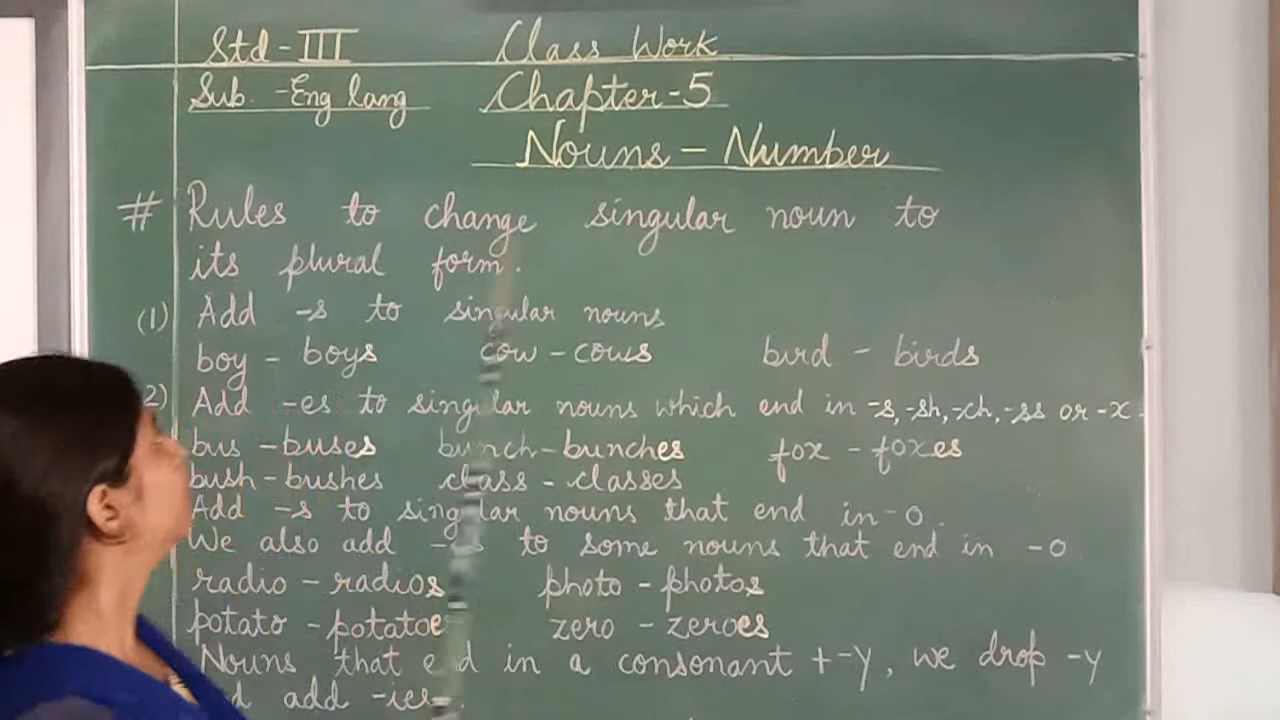 Std-III Class Work
Sub. -Eng lang Chapter-5
Nouns - Number
# Rules to change singular noun to
its plural form.
(1) Add -s to singular nouns
boy - boys cow - cows bird - birds
2) Add -es to singular nouns which end in -s, -sh, -ch, -ss or -x.
bus - buses bunch - bunches fox - foxes
bush - bushes class - classes
Add -s to singular nouns that end in -o.
We also add to some nouns that end in -o
radio - radios photo - photos
potato - potatoe zero - zeroes
Nouns that end in a consonant + -y, we drop -y
add -ies.